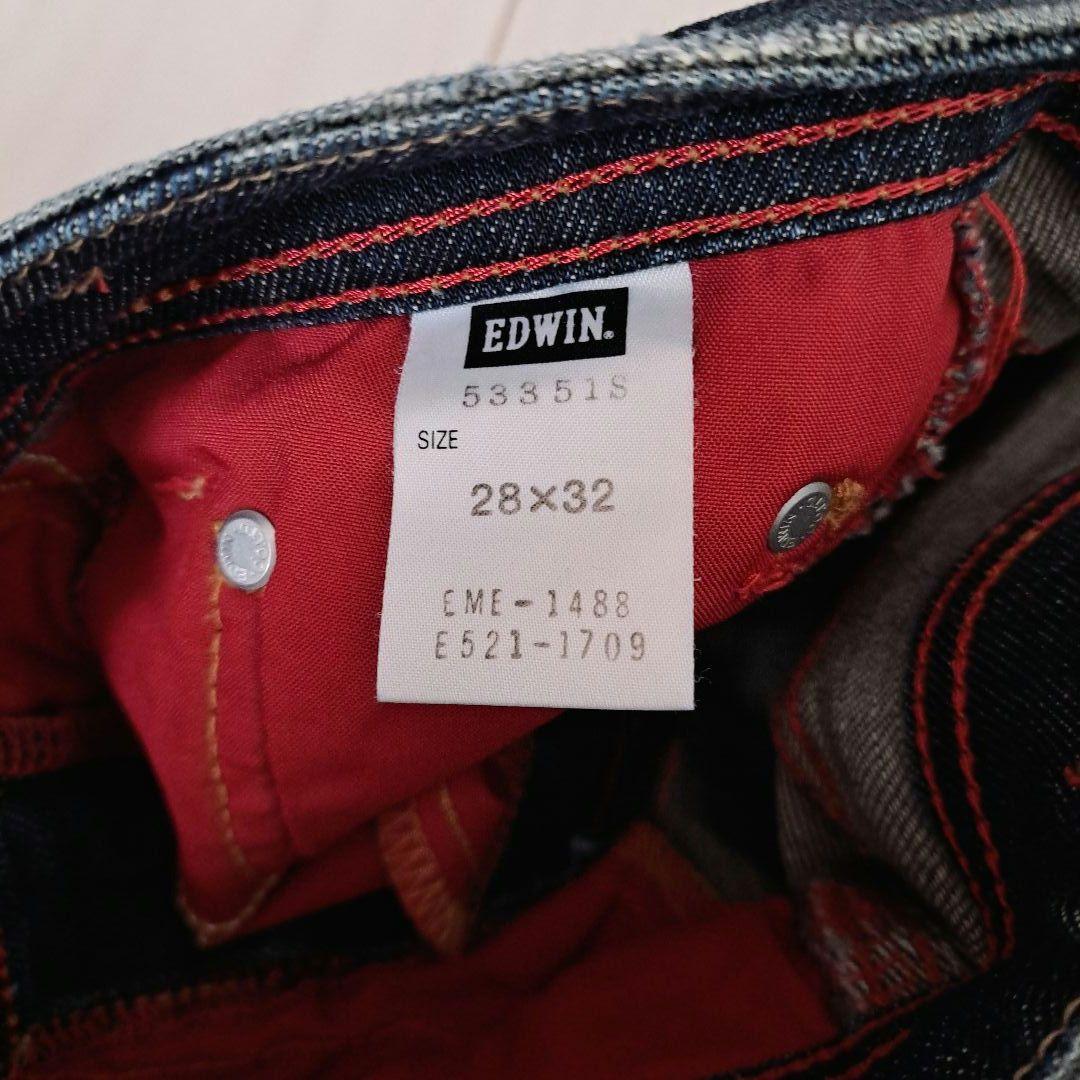 EDWIN®
53351S
SIZE
28×32
EME-1488
E521-1709